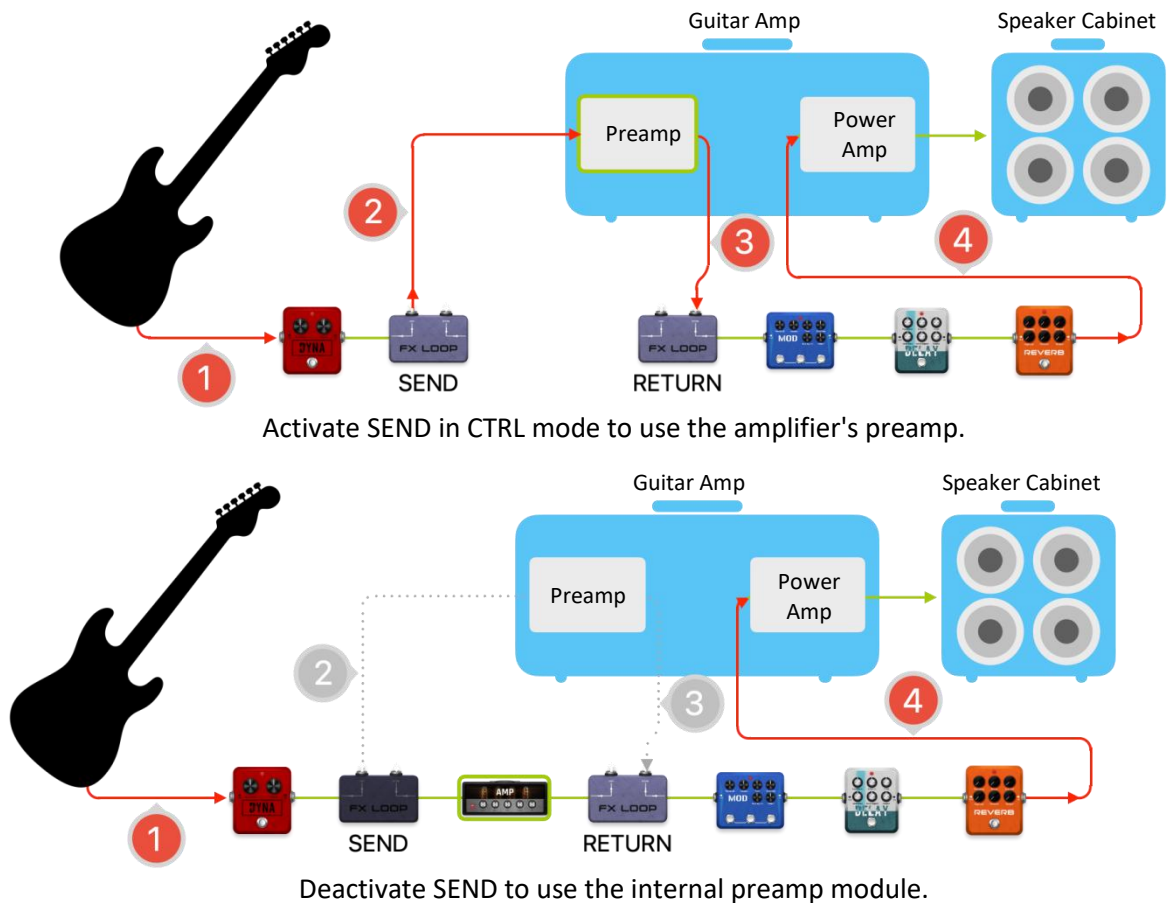 Guitar Amp
Speaker Cabinet
Preamp
Power
Amp
2
3
4
1
DYNA
FX LOOP
FX LOOP
MOD
DELAY
REVERB
SEND
RETURN
Activate SEND in CTRL mode to use the amplifier's preamp.
Guitar Amp
Speaker Cabinet
Preamp
Power
Amp
2
3
4
1
DYNA
FX LOOP
AMP
FX LOOP
MOD
DELAY
REVERB
SEND
RETURN
Deactivate SEND to use the internal preamp module.